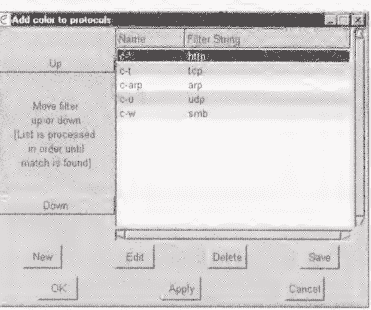 Add color to protocols
Name Filter String
http
c-t tcp
c-arp arp
c-u udp
c-w smb
Up
Move filter
up or down
[List is processed
in order until
match is found]
Down
New Edit Delete Save
OK Apply Cancel